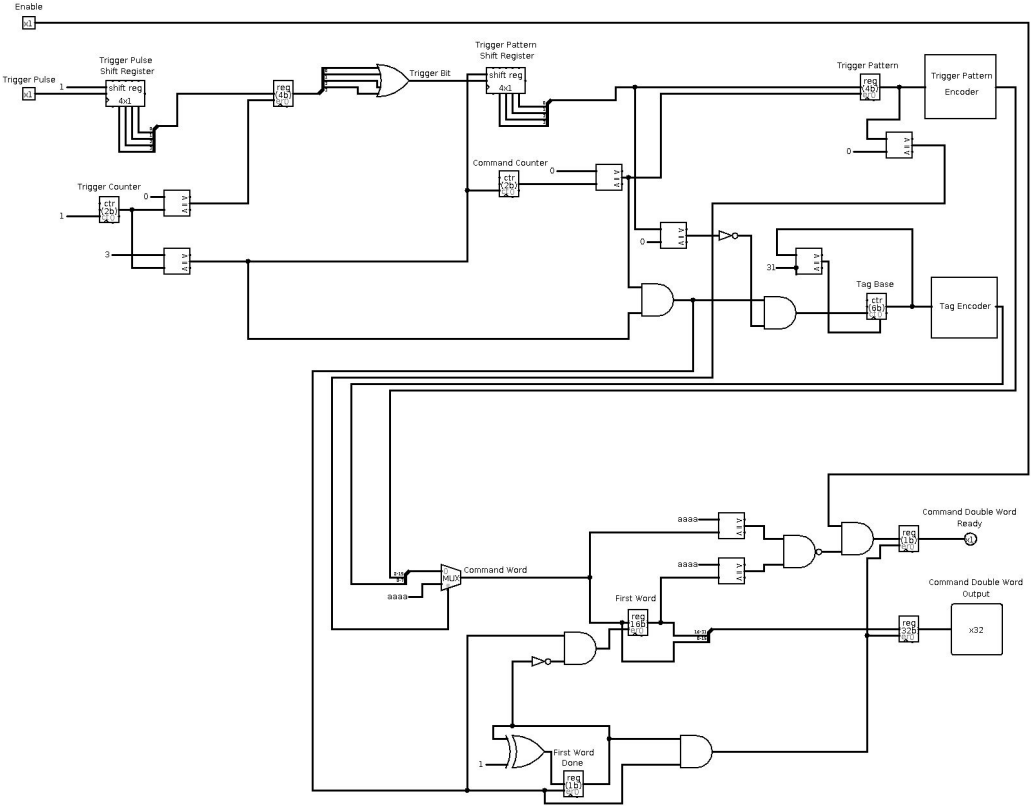 Enable
x1
Trigger Pulse
Shift Register
Trigger Pulse
x1
1
shift reg
4x1
reg
(4b)
Trigger Bit
Trigger Pattern
Shift Register
shift reg
4x1
Trigger Pattern
reg
(4b)
Trigger Pattern
Encoder
0
Command Counter
ctr
(2b)
0
Trigger Counter
ctr
(2b)
1
0
3
0
31
Tag Base
ctr
(6b)
Tag Encoder
aaaa
aaaa
Command Double Word
Ready
reg
(1b)
x1
MUX
Command Word
aaaa
First Word
reg
16b
Command Double Word
Output
reg
32b
x32
1
First Word
Done
reg
(1b)